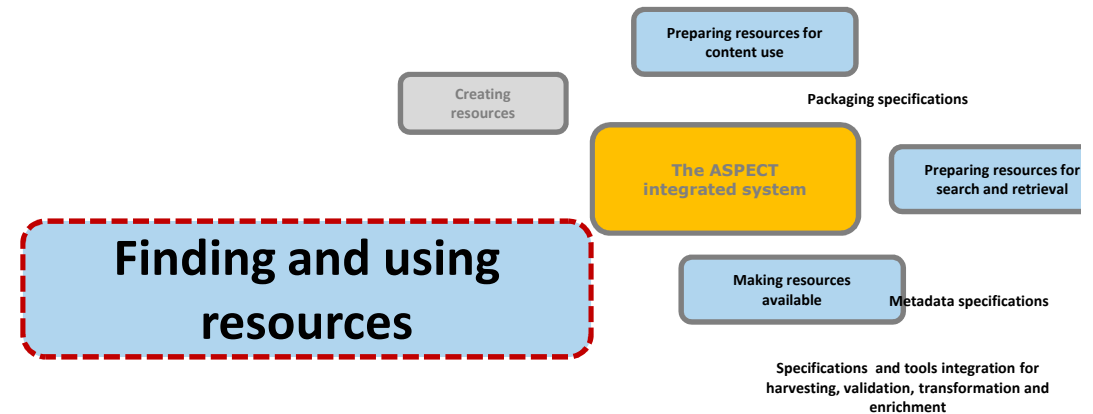 Preparing resources for
content use
Creating
resources
Packaging specifications
The ASPECT
integrated system
Preparing resources for
search and retrieval
Finding and using
resources
Making resources
available
Metadata specifications
Specifications and tools integration for
harvesting, validation, transformation and
enrichment